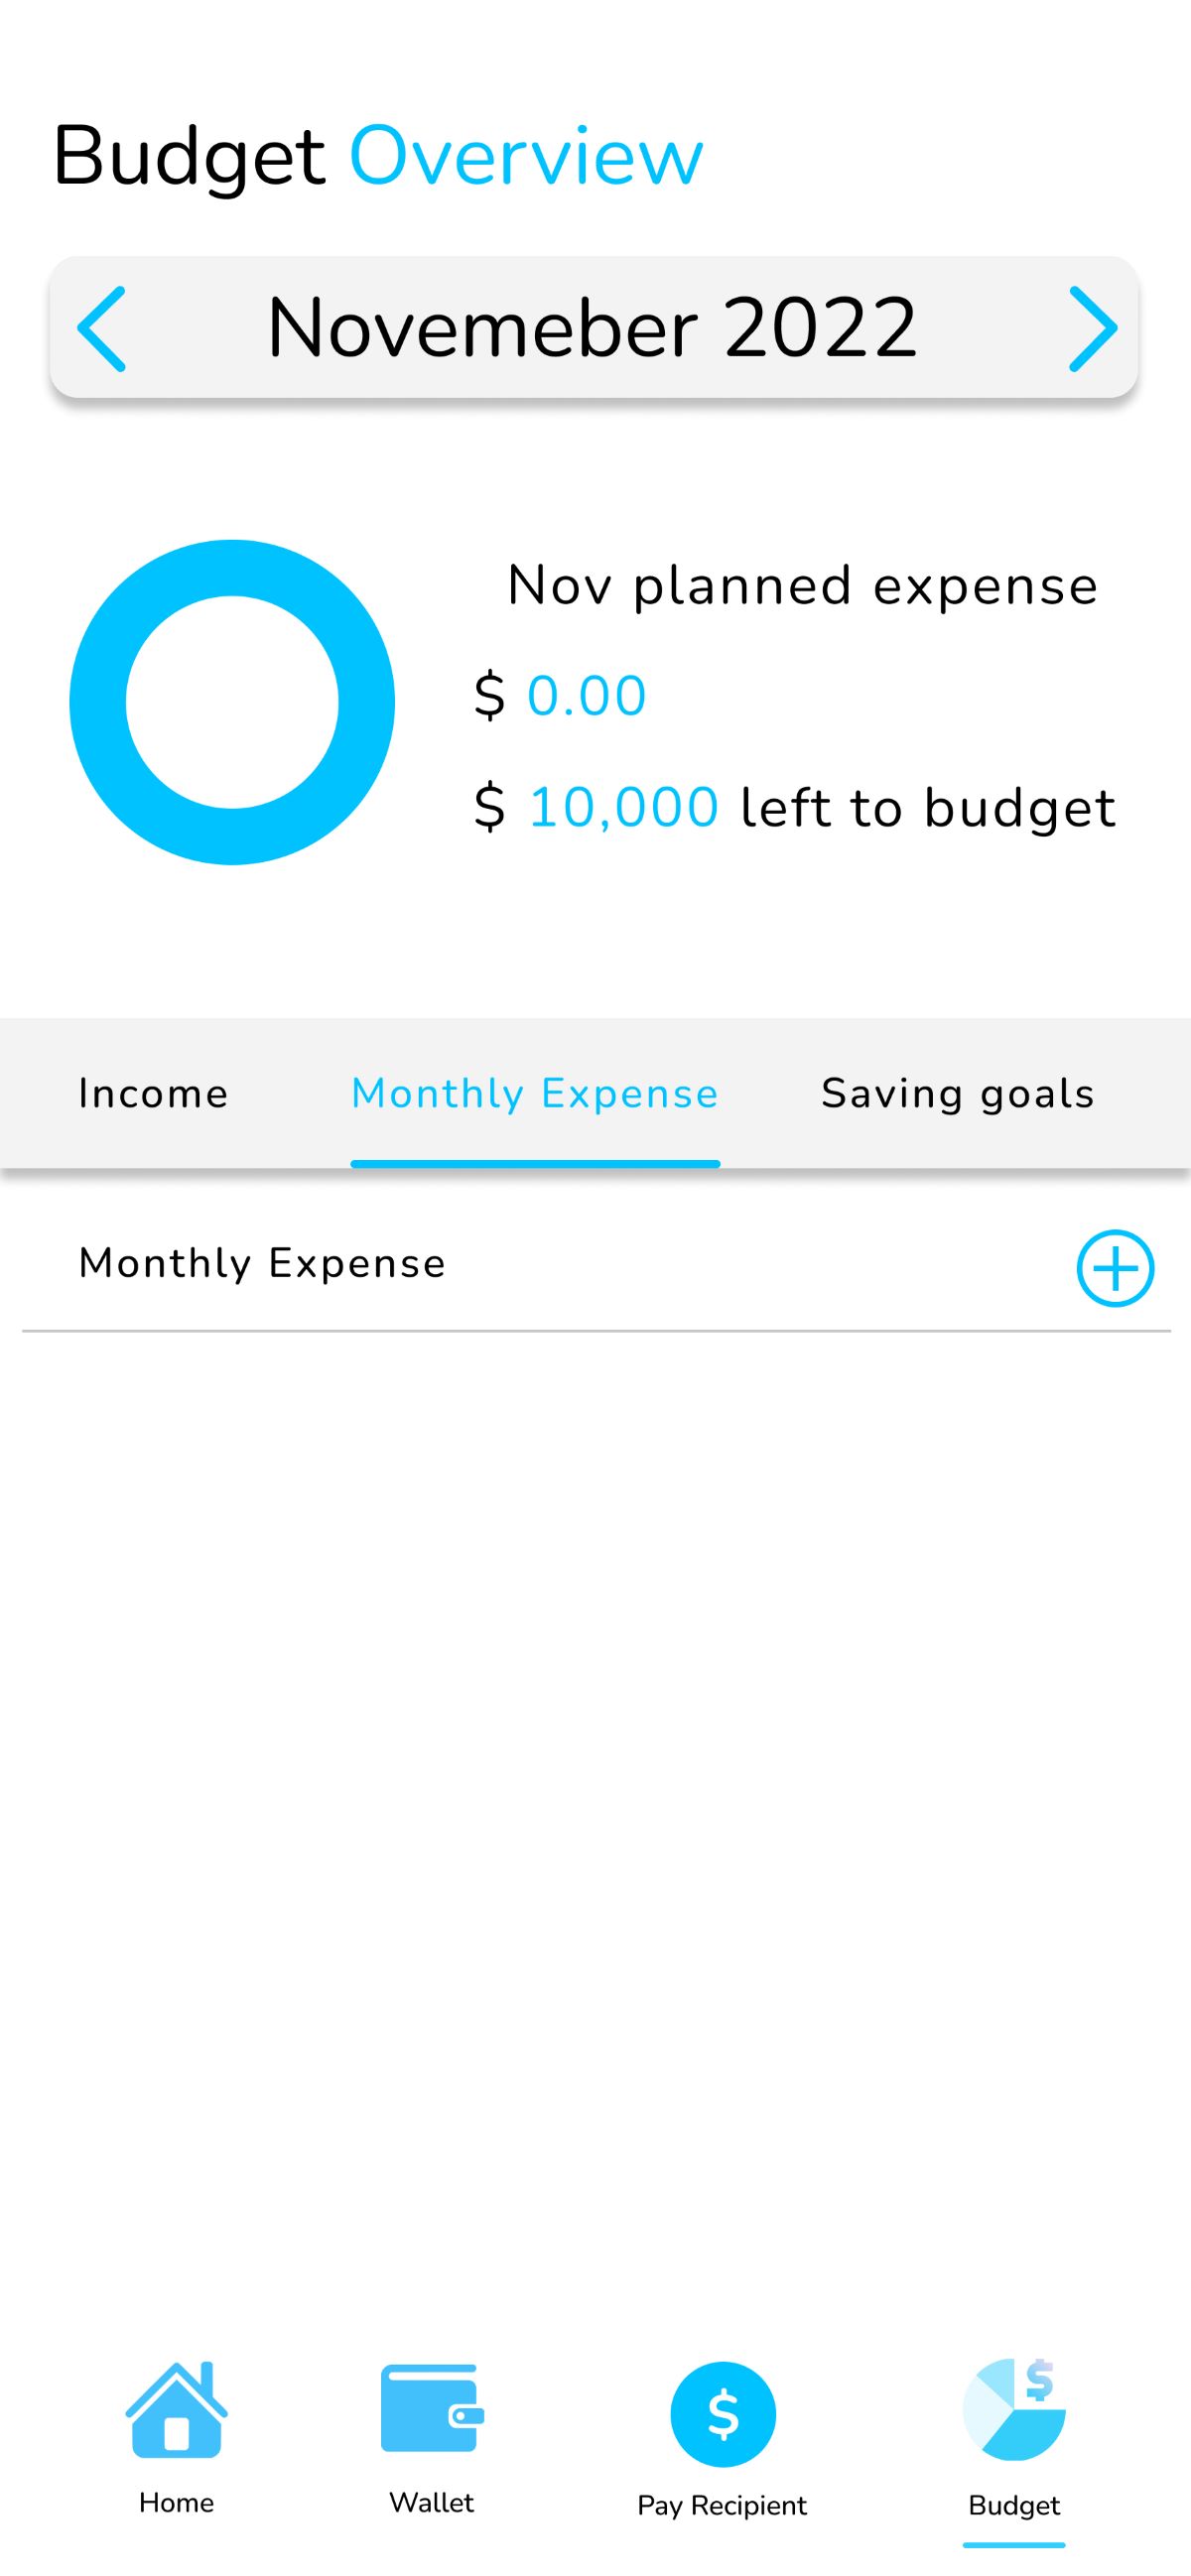 Budget Overview
Novemeber 2022
Nov planned expense
$ 0.00
$ 10,000 left to budget
Income Monthly Expense Saving goals
Monthly Expense
$ $
Home Wallet Pay Recipient Budget